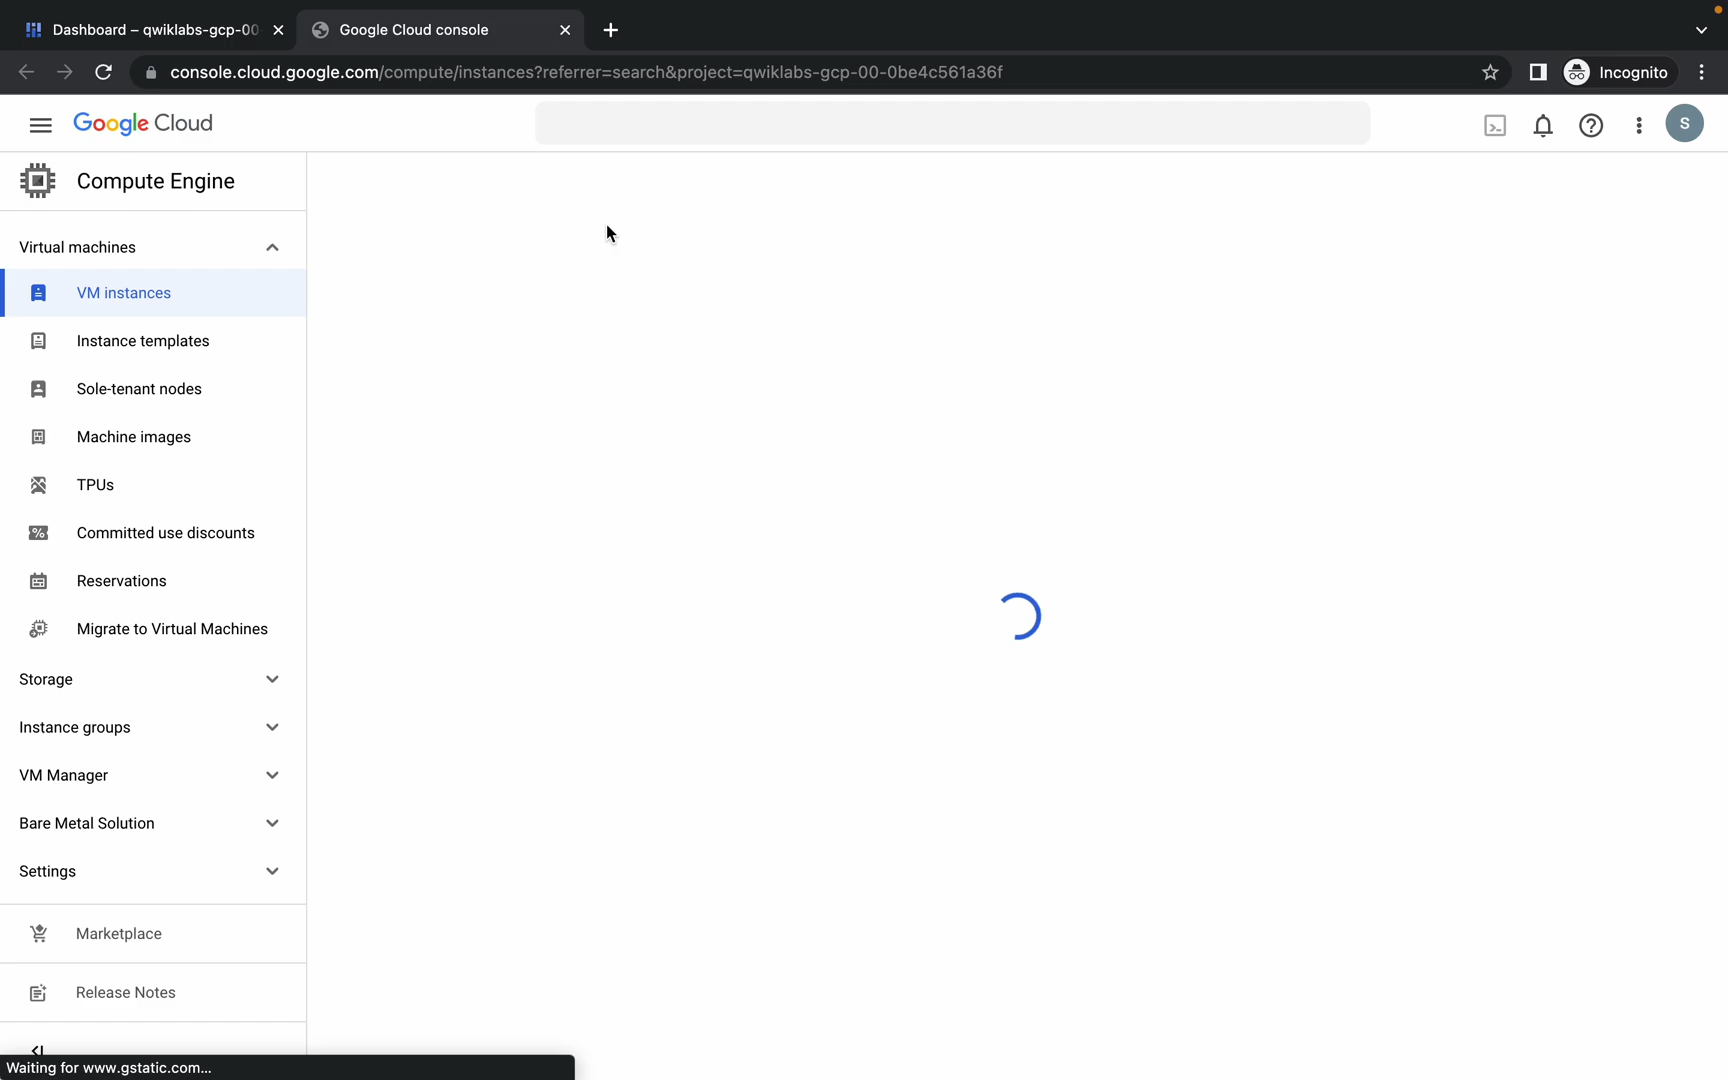 Dashboard – qwiklabs-gcp-00
Google Cloud console
console.cloud.google.com/compute/instances?referrer=search&project=qwiklabs-gcp-00-0be4c561a36f
Incognito
Google Cloud
S
Compute Engine
Virtual machines
VM instances
Instance templates
Sole-tenant nodes
Machine images
TPUs
Committed use discounts
Reservations
Migrate to Virtual Machines
Storage
Instance groups
VM Manager
Bare Metal Solution
Settings
Marketplace
Release Notes
Waiting for www.gstatic.com...